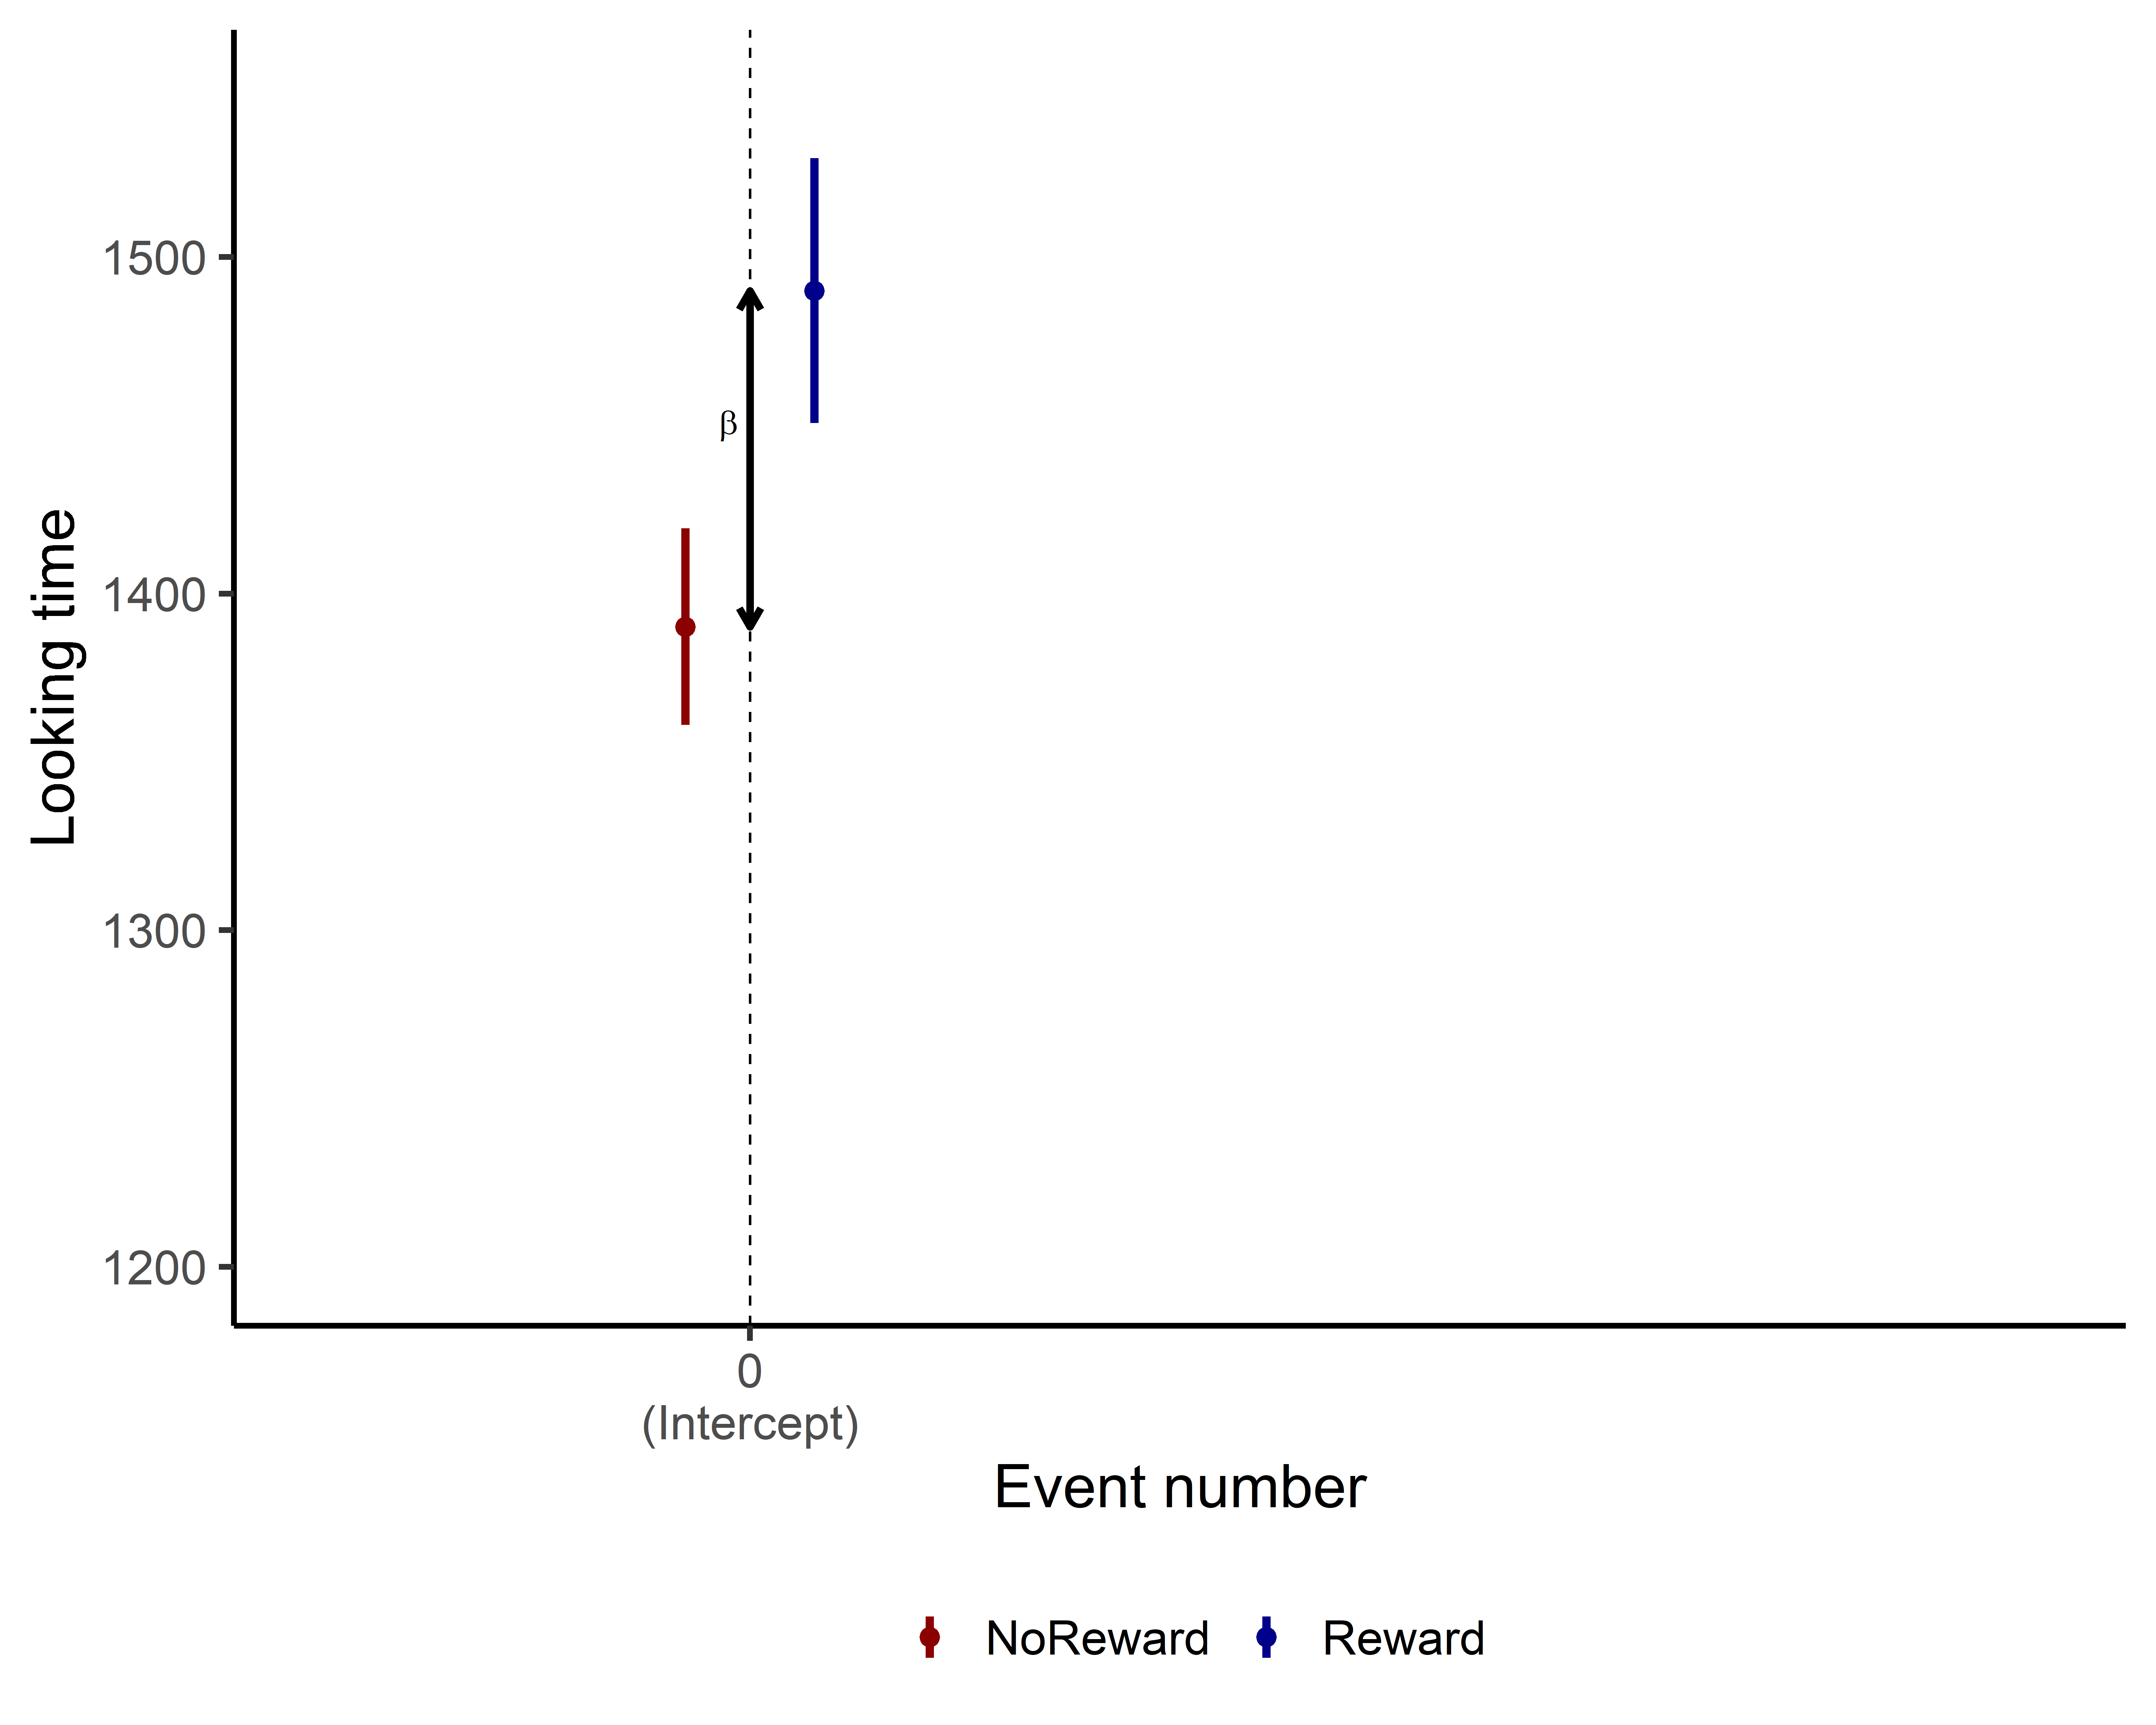 Looking time
1500
1400
1300
1200
β
0
(Intercept)
Event number
NoReward
Reward